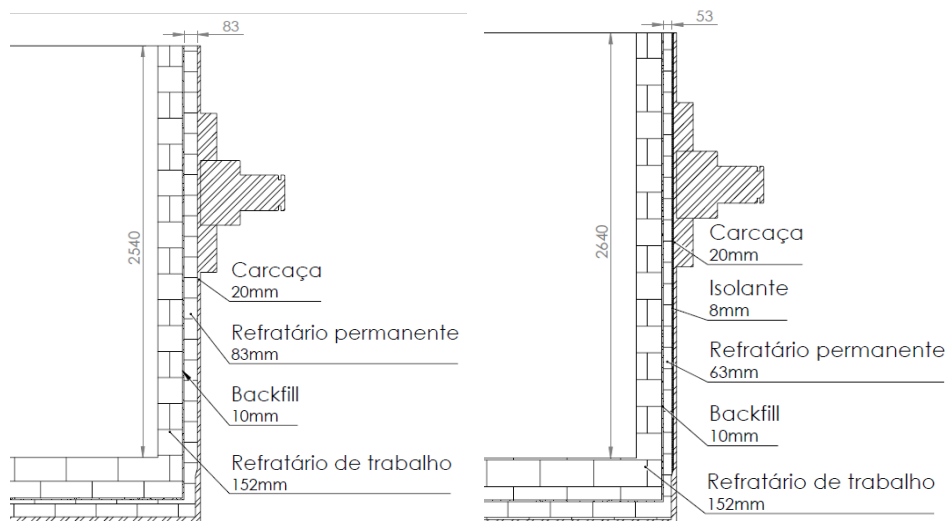 83
2540
Carcaça
20mm
Refratário permanente
83mm
Backfill
10mm
Refratário de trabalho
152mm
53
2640
Carcaça
20mm
Isolante
8mm
Refratário permanente
63mm
Backfill
10mm
Refratário de trabalho
152mm